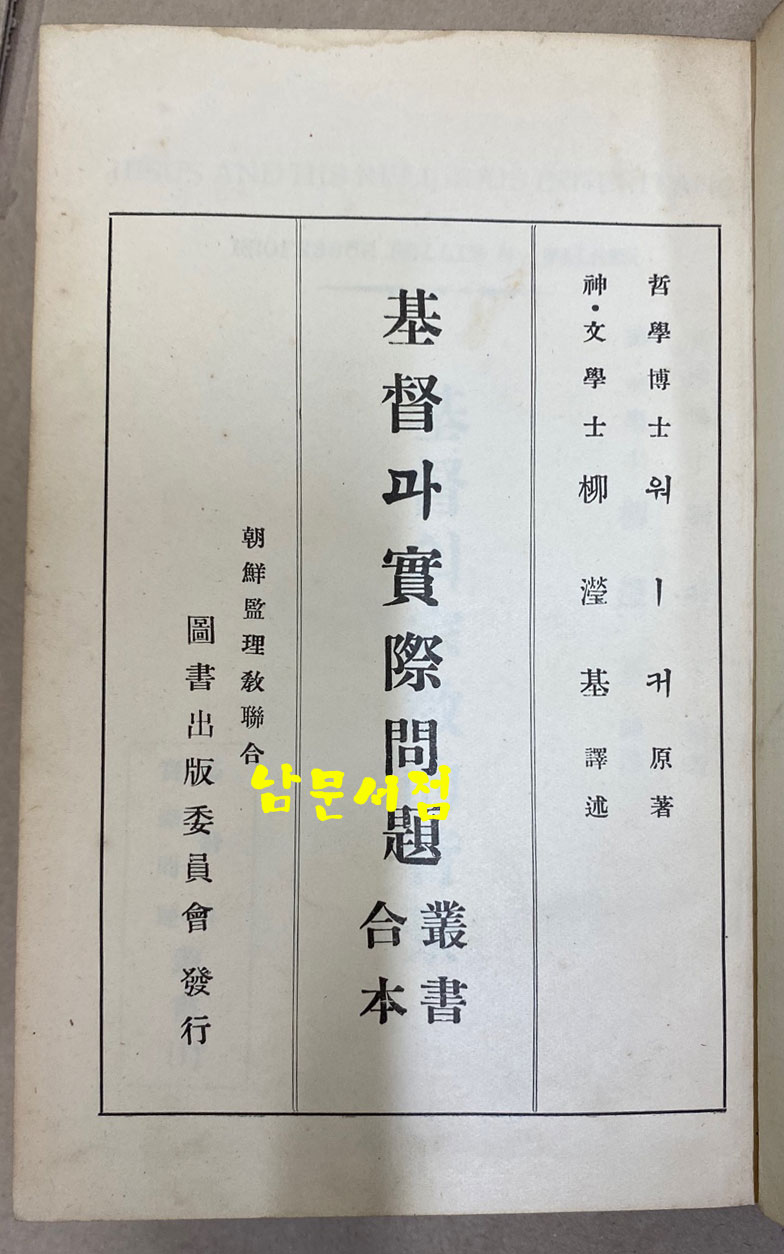 哲學博士 워ー커 原著
神·文學士 柳瀅基 譯述
基督과實際問題
叢書
合本
朝鮮監理敎聯合
圖書出版委員會 發行
남문서점